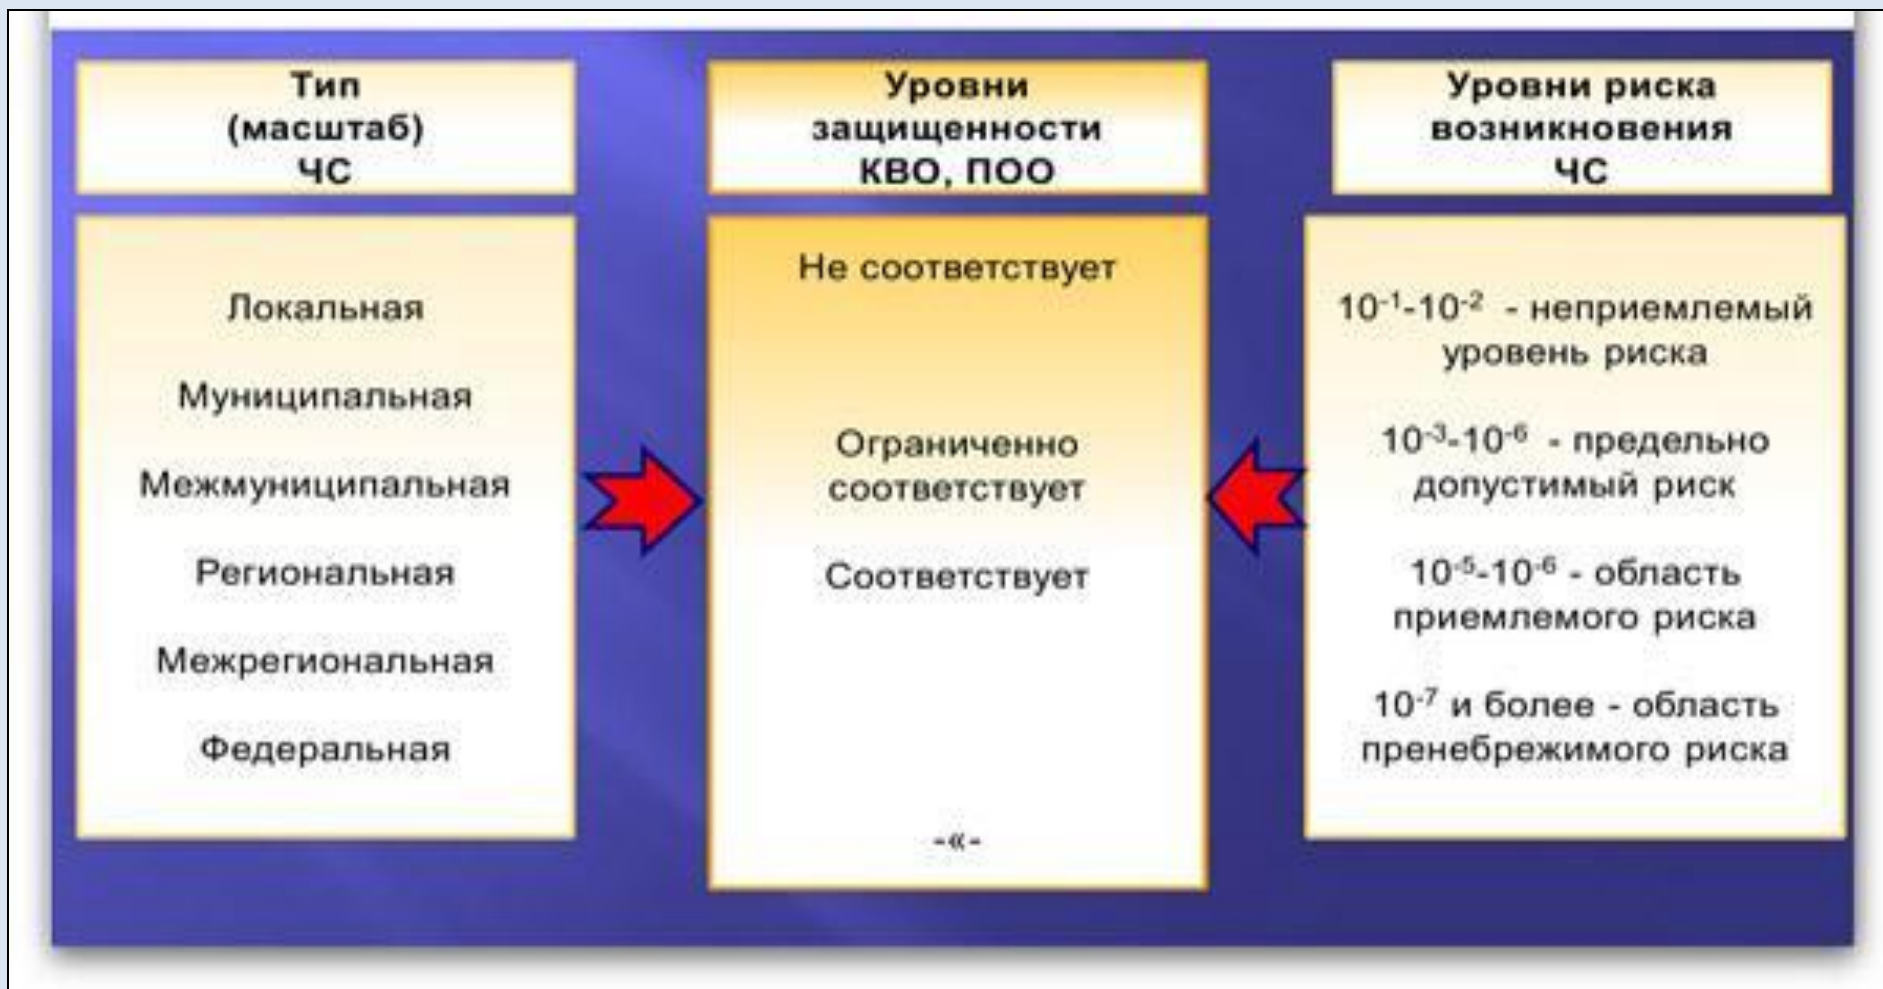 Тип
(масштаб)
ЧС
Локальная
Муниципальная
Межмуниципальная
Региональная
Межрегиональная
Федеральная
Уровни
защищенности
КВО, ПОО
Не соответствует
Ограниченно
соответствует
Соответствует
-«-
Уровни риска
возникновения
ЧС
10⁻¹-10⁻² - неприемлемый
уровень риска
10⁻³-10⁻⁶ - предельно
допустимый риск
10⁻⁵-10⁻⁶ - область
приемлемого риска
10⁻⁷ и более - область
пренебрежимого риска